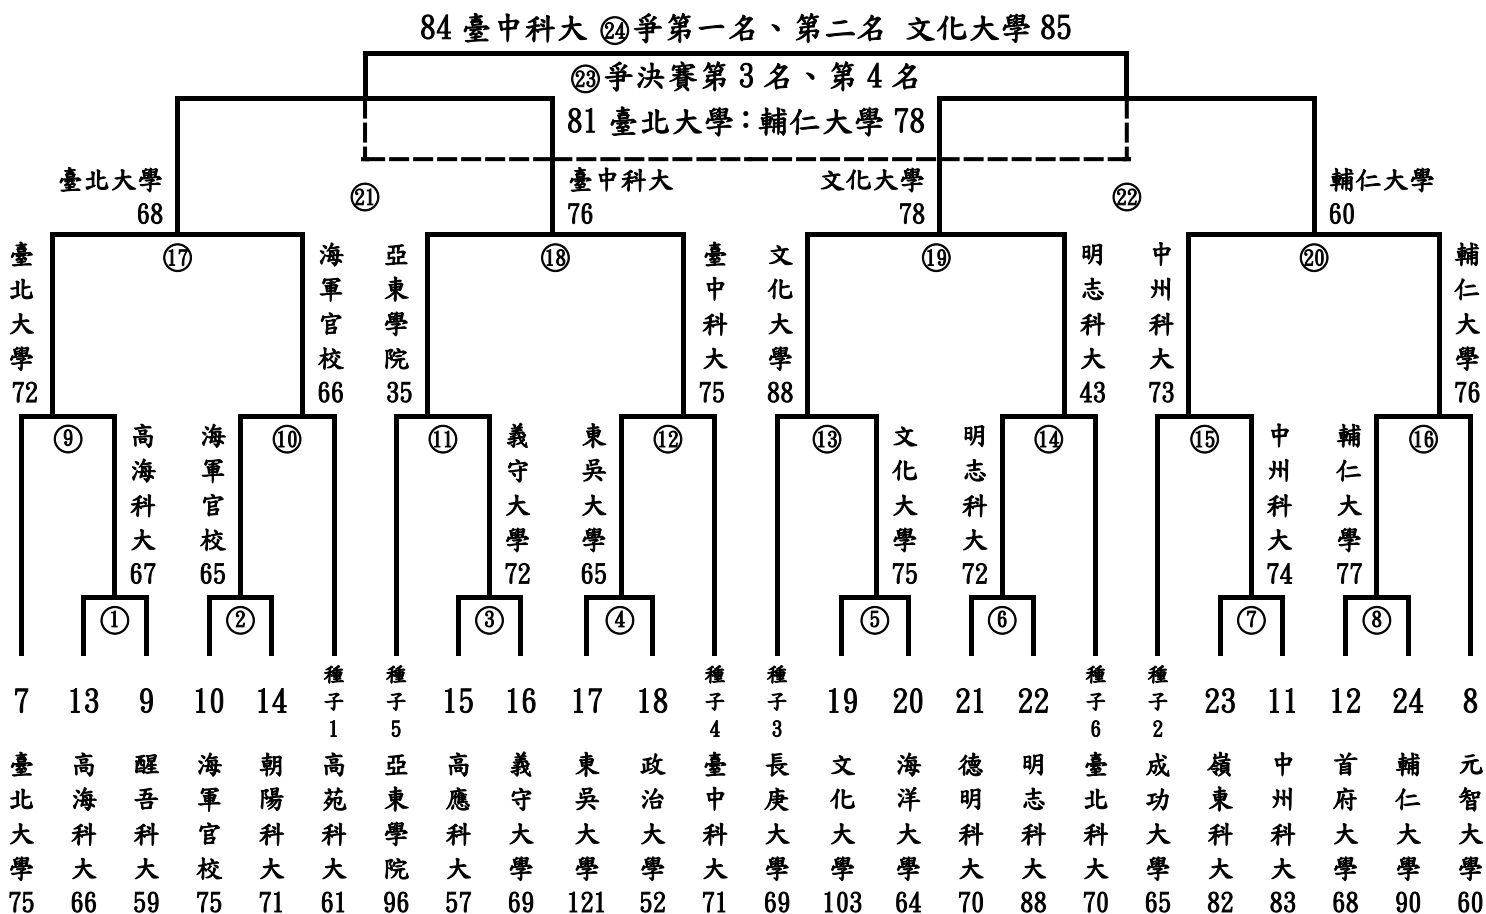 84 臺中科大 ㉔爭第一名、第二名 文化大學 85
㉓爭決賽第 3 名、第 4 名
81 臺北大學：輔仁大學 78
臺北大學
68
㉑
臺中科大
76
文化大學
78
㉒
輔仁大學
60
臺北大學
72
⑰
海軍官校
66
亞東學院
35
⑱
臺中科大
75
文化大學
88
⑲
明志科大
43
中州科大
73
⑳
輔仁大學
76
⑨
高海科大
67
海軍官校
65
⑩
⑪
義守大學
72
東吳大學
65
⑫
⑬
文化大學
75
明志科大
72
⑭
⑮
中州科大
74
輔仁大學
77
⑯
①
②
③
④
⑤
⑥
⑦
⑧
7
臺北大學
75
13
高海科大
66
9
醒吾科大
59
10
海軍官校
75
14
朝陽科大
71
種子1
高苑科大
61
種子5
亞東學院
96
15
高應科大
57
16
義守大學
69
17
東吳大學
121
18
政治大學
52
種子4
臺中科大
71
種子3
長庚大學
69
19
文化大學
103
20
海洋大學
64
21
德明科大
70
22
明志科大
88
種子6
臺北科大
70
種子2
成功大學
65
23
嶺東科大
82
11
中州科大
83
12
首府大學
68
24
輔仁大學
90
8
元智大學
60